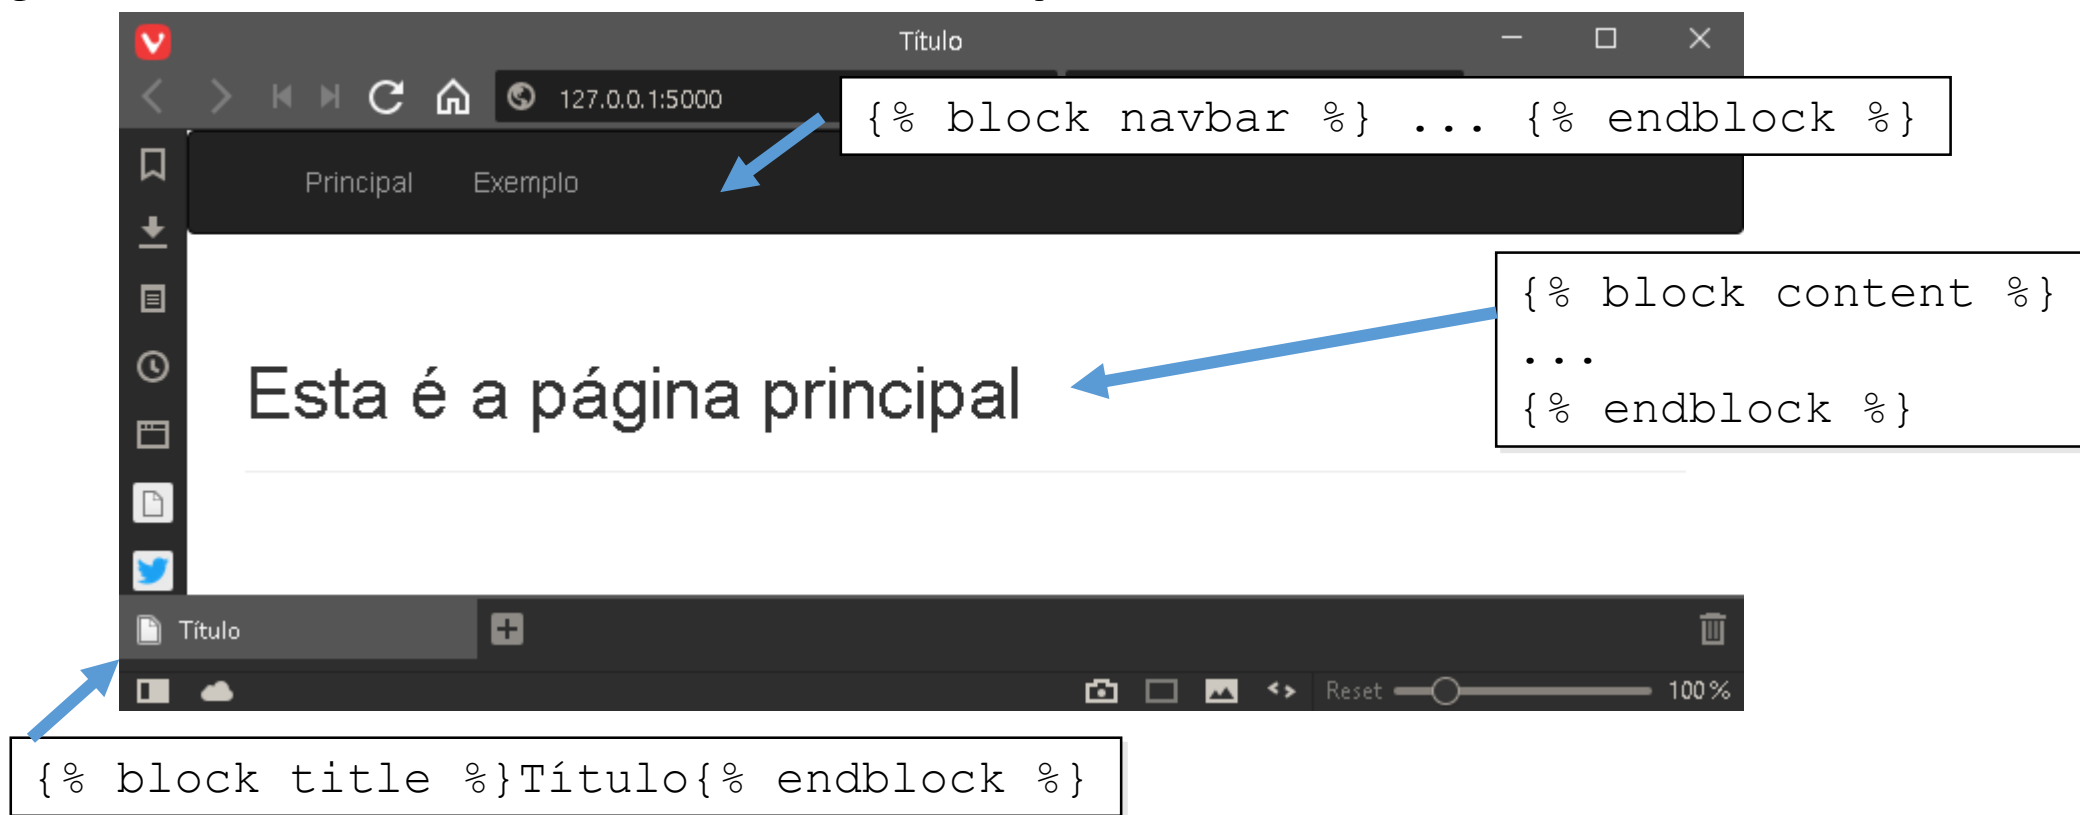 Título
127.0.0.1:5000
{% block navbar %} ... {% endblock %}
Principal Exemplo
{% block content %}
...
{% endblock %}
Esta é a página principal
Título
Reset 100 %
{% block title %}Título{% endblock %}